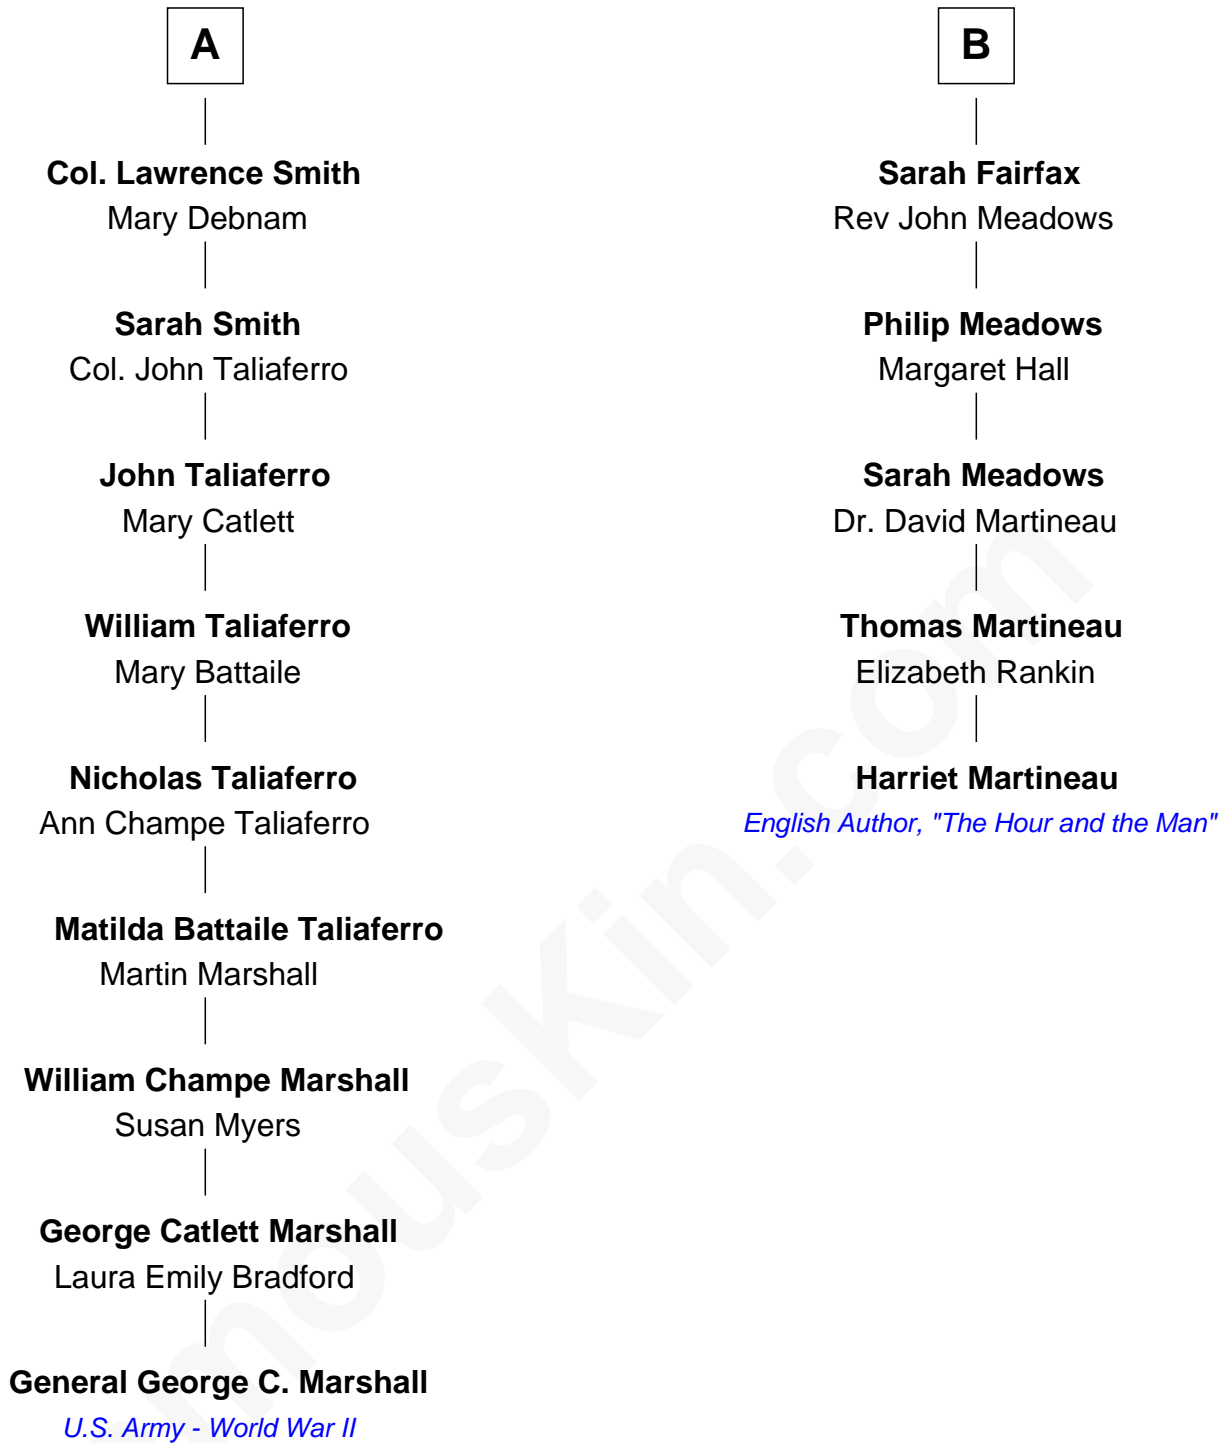 A
Col. Lawrence Smith
Mary Debnam
Sarah Smith
Col. John Taliaferro
John Taliaferro
Mary Catlett
William Taliaferro
Mary Battaile
Nicholas Taliaferro
Ann Champe Taliaferro
Matilda Battaile Taliaferro
Martin Marshall
William Champe Marshall
Susan Myers
George Catlett Marshall
Laura Emily Bradford
General George C. Marshall
U.S. Army - World War II
B
Sarah Fairfax
Rev John Meadows
Philip Meadows
Margaret Hall
Sarah Meadows
Dr. David Martineau
Thomas Martineau
Elizabeth Rankin
Harriet Martineau
English Author, "The Hour and the Man"
mousKin.com